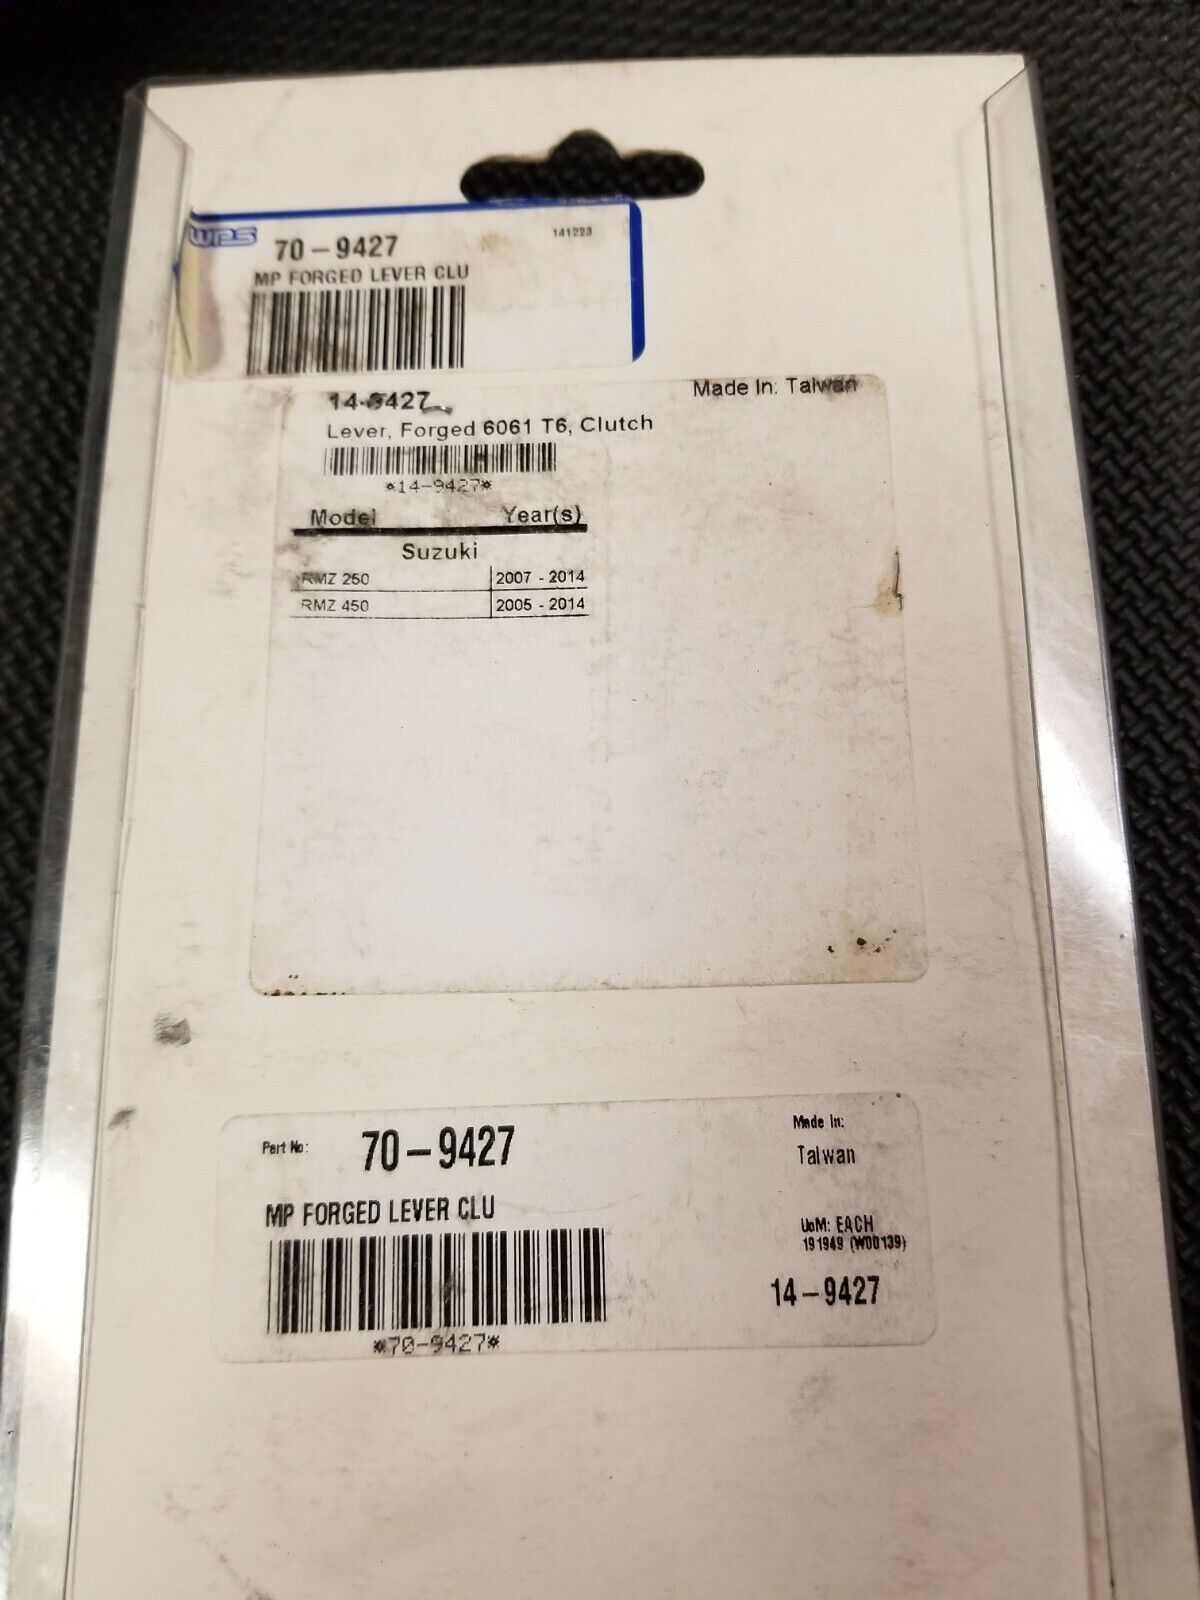 WPS
70-9427
141223
MP FORGED LEVER CLU
14-9427
Made In: Taiwan
Lever, Forged 6061 T6, Clutch
*14-9427*
Model Year(s)
Suzuki
RMZ 250 2007 - 2014
RMZ 450 2005 - 2014
Part No: 70-9427
Made In:
Taiwan
MP FORGED LEVER CLU
UoM: EACH
191949 (W00139)
14-9427
*70-9427*